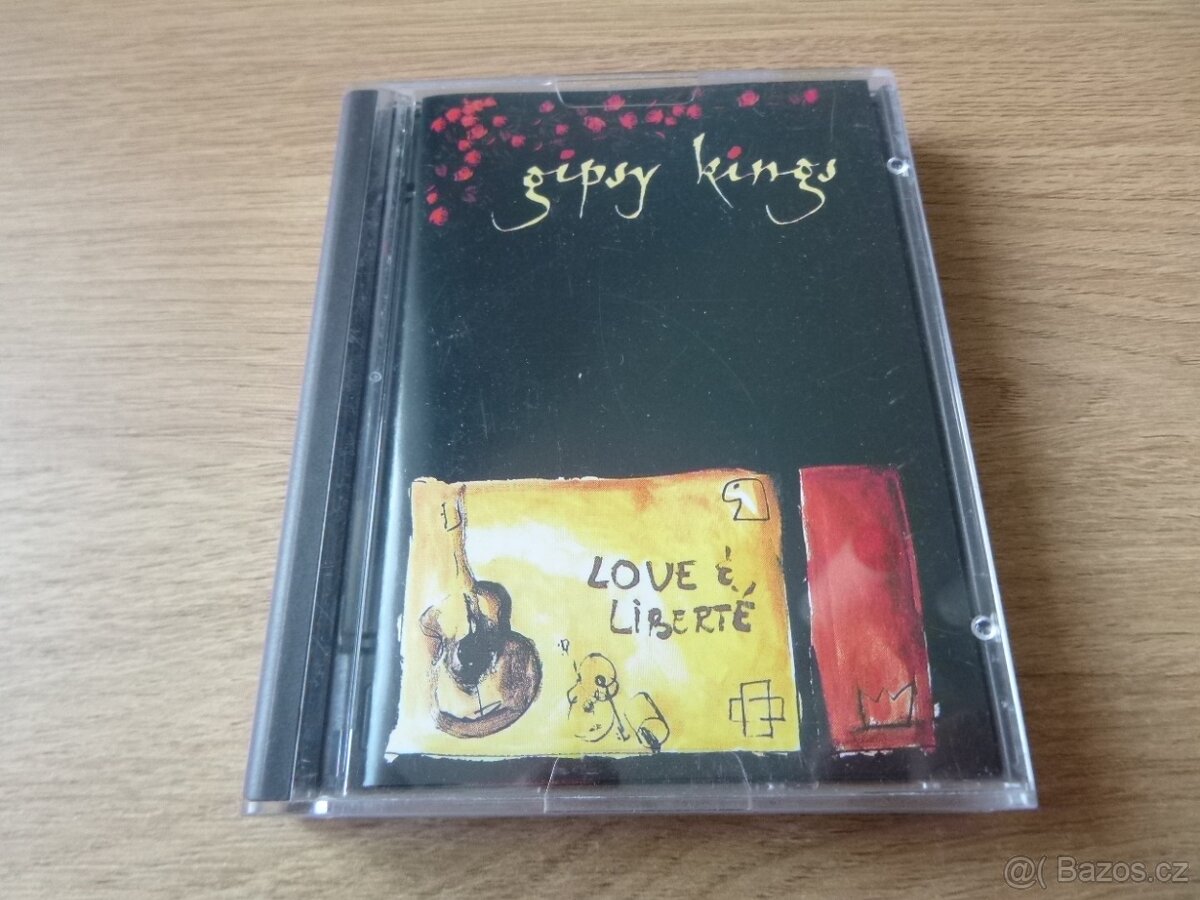 gipsy kings
LOVE &
LIBERTÉ
@( Bazos.cz